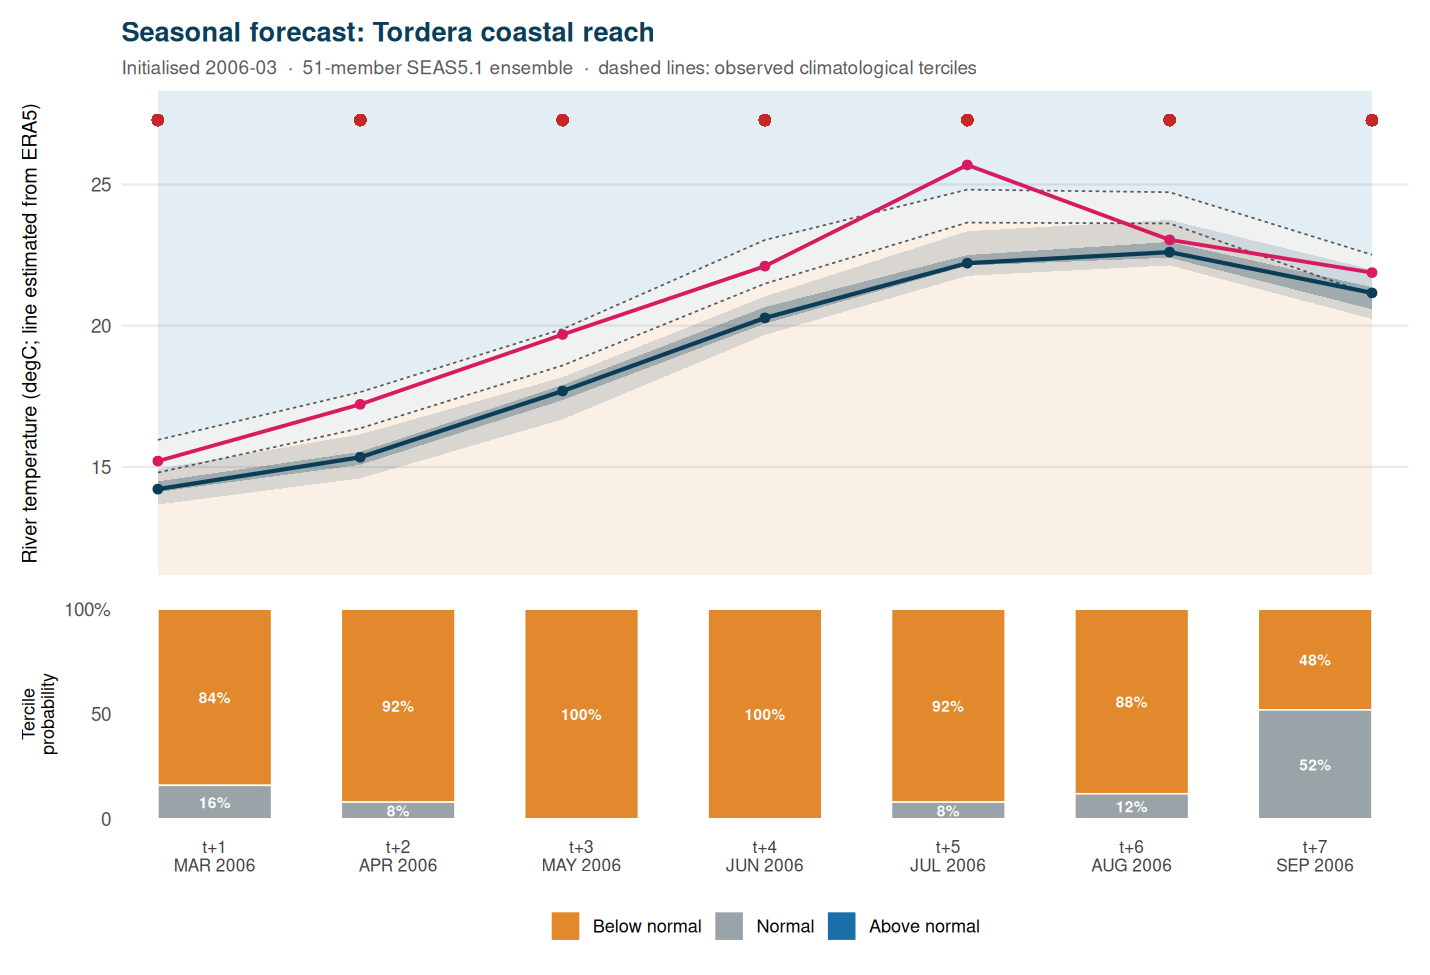 Seasonal forecast: Tordera coastal reach
Initialised 2006-03 · 51-member SEAS5.1 ensemble · dashed lines: observed climatological terciles
River temperature (degC; line estimated from ERA5)
25
20
15
Tercile
probability
100%
50
0
84%
16%
92%
8%
100%
100%
92%
8%
88%
12%
48%
52%
t+1
MAR 2006
t+2
APR 2006
t+3
MAY 2006
t+4
JUN 2006
t+5
JUL 2006
t+6
AUG 2006
t+7
SEP 2006
Below normal
Normal
Above normal